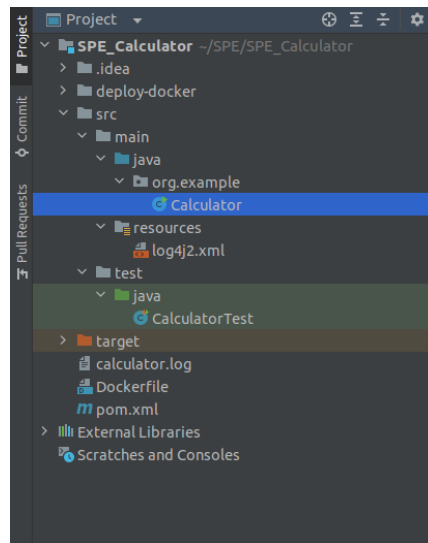 Project
Commit
Pull Requests
Project
SPE_Calculator ~/SPE/SPE_Calculator
.idea
deploy-docker
src
main
java
org.example
Calculator
resources
log4j2.xml
test
java
CalculatorTest
target
calculator.log
Dockerfile
pom.xml
External Libraries
Scratches and Consoles